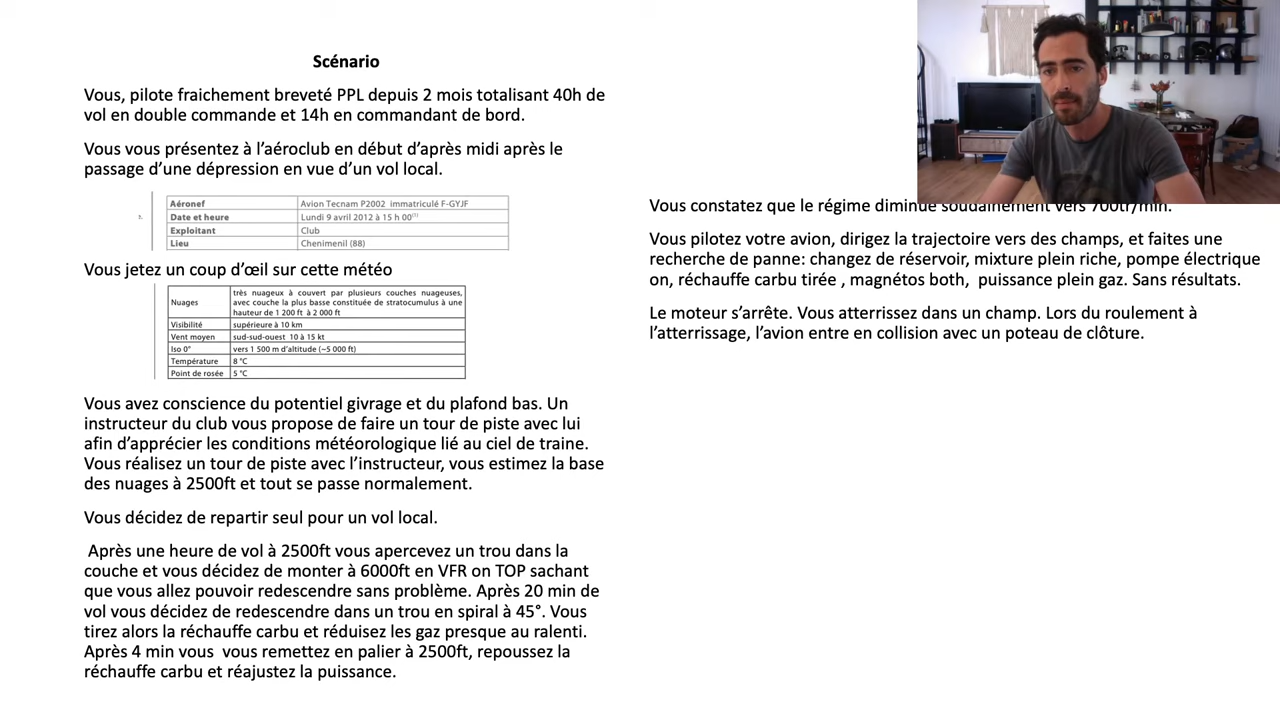 Scénario
Vous, pilote fraichement breveté PPL depuis 2 mois totalisant 40h de
vol en double commande et 14h en commandant de bord.
Vous vous présentez à l'aéroclub en début d'après midi après le
passage d'une dépression en vue d'un vol local.
Aéronef Avion Tecnam P2002 immatriculé F-GYJF
Date et heure Lundi 9 avril 2012 à 15 h 00(1)
Exploitant Club
Lieu Chenimenil (88)
Vous jetez un coup d'œil sur cette météo
Nuages très nuageux à couvert par plusieurs couches nuageuses,
avec couche la plus basse constituée de stratocumulus à une
hauteur de 1 200 ft à 2 000 ft
Visibilité supérieure à 10 km
Vent moyen sud-sud-ouest 10 à 15 kt
Iso 0° vers 1 500 m d'altitude (~5 000 ft)
Température 8 °C
Point de rosée 5 °C
Vous avez conscience du potentiel givrage et du plafond bas. Un
instructeur du club vous propose de faire un tour de piste avec lui
afin d'apprécier les conditions météorologique lié au ciel de traine.
Vous réalisez un tour de piste avec l'instructeur, vous estimez la base
des nuages à 2500ft et tout se passe normalement.
Vous décidez de repartir seul pour un vol local.
Après une heure de vol à 2500ft vous apercevez un trou dans la
couche et vous décidez de monter à 6000ft en VFR on TOP sachant
que vous allez pouvoir redescendre sans problème. Après 20 min de
vol vous décidez de redescendre dans un trou en spiral à 45°. Vous
tirez alors la réchauffe carbu et réduisez les gaz presque au ralenti.
Après 4 min vous vous remettez en palier à 2500ft, repoussez la
réchauffe carbu et réajustez la puissance.
Vous constatez que le régime diminue soudainement vers 700tr/min.
Vous pilotez votre avion, dirigez la trajectoire vers des champs, et faites une
recherche de panne: changez de réservoir, mixture plein riche, pompe électrique
on, réchauffe carbu tirée , magnétos both, puissance plein gaz. Sans résultats.
Le moteur s'arrête. Vous atterrissez dans un champ. Lors du roulement à
l'atterrissage, l'avion entre en collision avec un poteau de clôture.